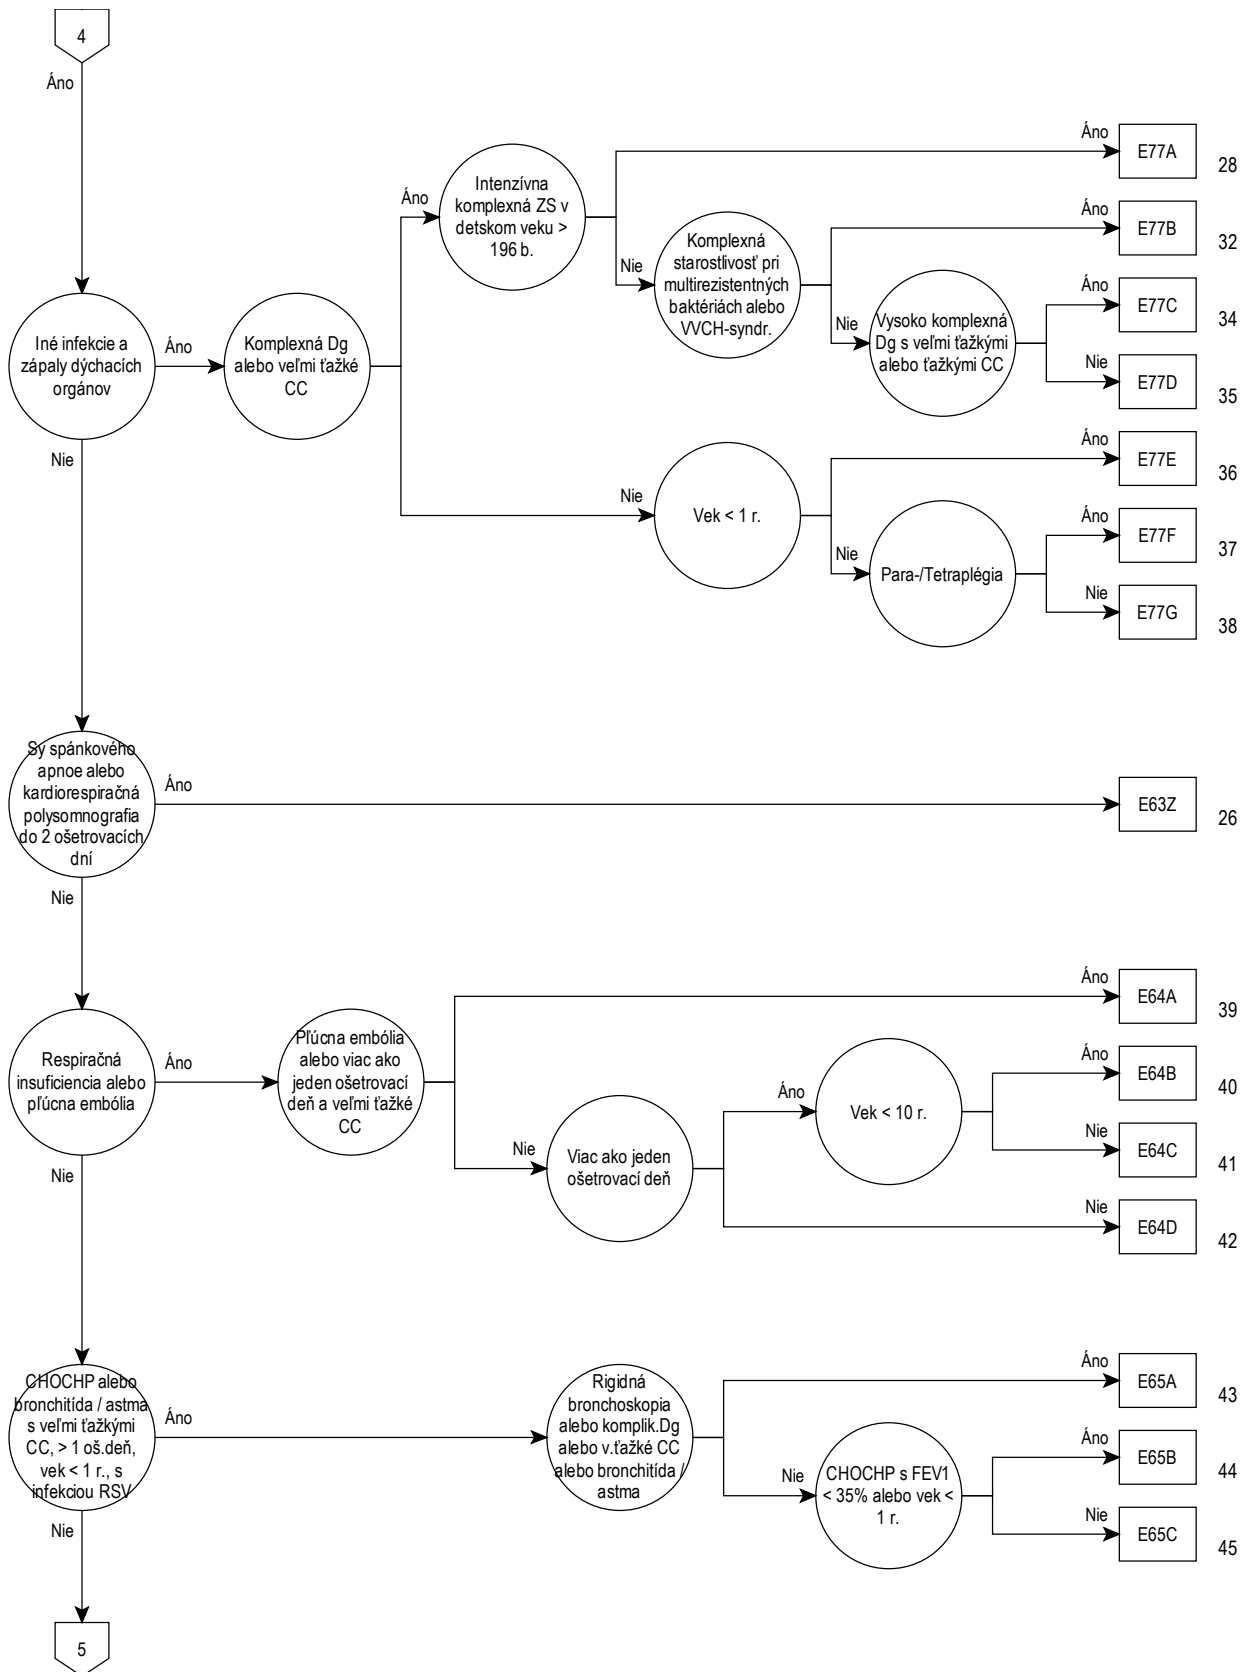 4
Áno
Iné infekcie a
zápaly dýchacích
orgánov
Áno
Komplexná Dg
alebo veľmi ťažké
CC
Áno
Intenzívna
komplexná ZS v
detskom veku >
196 b.
Áno
E77A
28
Nie
Komplexná
starostlivosť pri
multirezistentných
baktériách alebo
VVCH-syndr.
Áno
E77B
32
Nie
Vysoko komplexná
Dg s veľmi ťažkými
alebo ťažkými CC
Áno
E77C
34
Nie
E77D
35
Nie
Vek < 1 r.
Áno
E77E
36
Nie
Para-/Tetraplégia
Áno
E77F
37
Nie
E77G
38
Nie
Sy spánkového
apnoe alebo
kardiorespiračná
polysomnografia
do 2 ošetrovacích
dní
Áno
E63Z
26
Nie
Respiračná
insuficiencia alebo
pľúcna embólia
Áno
Pľúcna embólia
alebo viac ako
jeden ošetrovací
deň a veľmi ťažké
CC
Áno
E64A
39
Nie
Viac ako jeden
ošetrovací deň
Áno
Vek < 10 r.
Áno
E64B
40
Nie
E64C
41
Nie
E64D
42
Nie
CHOCHP alebo
bronchitída / astma
s veľmi ťažkými
CC, > 1 oš.deň,
vek < 1 r., s
infekciou RSV
Áno
Rigidná
bronchoskopia
alebo komplik.Dg
alebo v.ťažké CC
alebo bronchitída /
astma
Áno
E65A
43
Nie
CHOCHP s FEV1
< 35% alebo vek <
1 r.
Áno
E65B
44
Nie
E65C
45
Nie
5